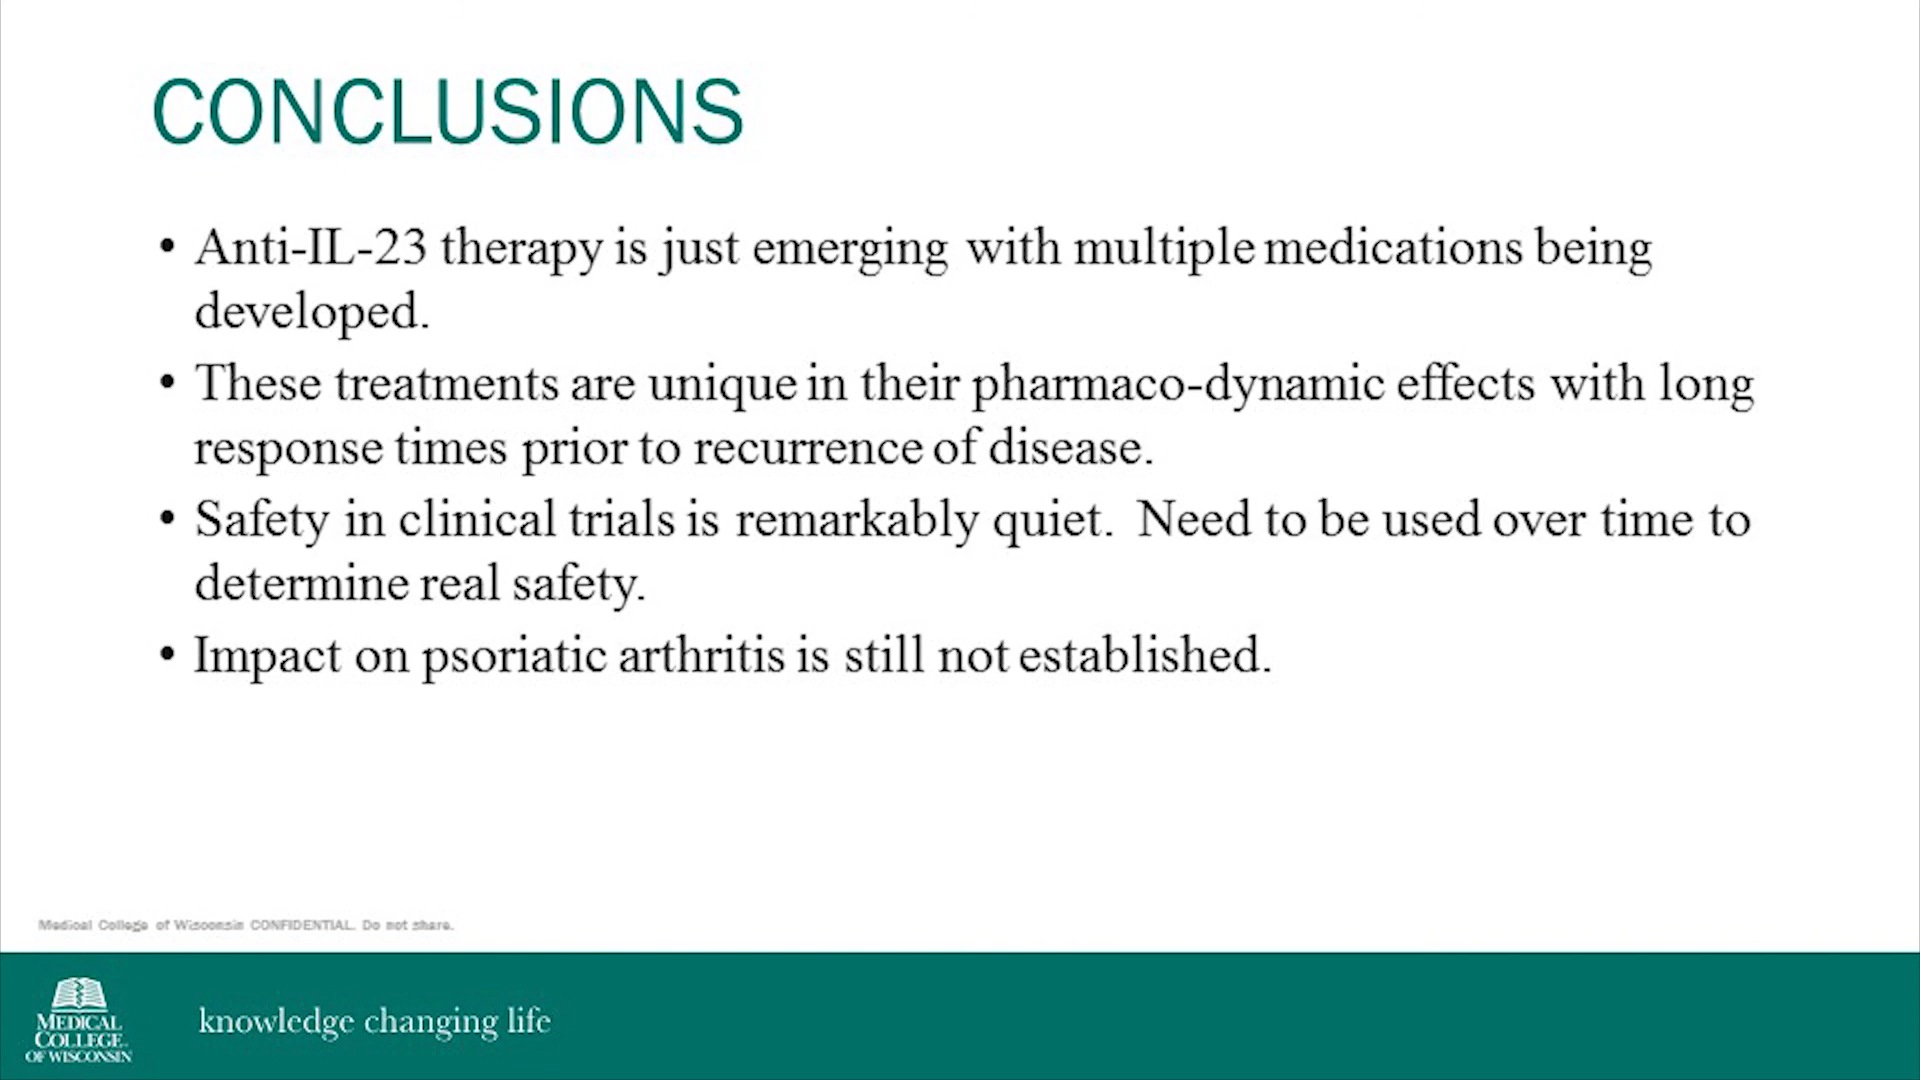 CONCLUSIONS
• Anti-IL-23 therapy is just emerging with multiple medications being
developed.
• These treatments are unique in their pharmaco-dynamic effects with long
response times prior to recurrence of disease.
• Safety in clinical trials is remarkably quiet.  Need to be used over time to
determine real safety.
• Impact on psoriatic arthritis is still not established.
Medical College of Wisconsin CONFIDENTIAL. Do not share.
MEDICAL
COLLEGE
OF WISCONSIN
knowledge changing life